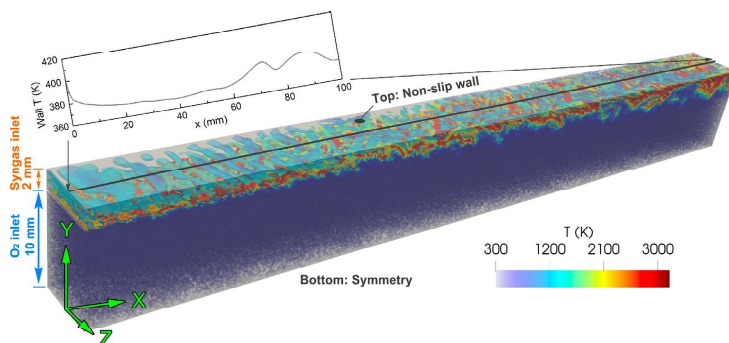 420
400
380
360
Wall T (K)
0
20
40
60
80
100
x (mm)
Top: Non-slip wall
Syngas inlet
2 mm
O₂ inlet
10 mm
Y
X
Z
Bottom: Symmetry
T (K)
300 1200 2100 3000